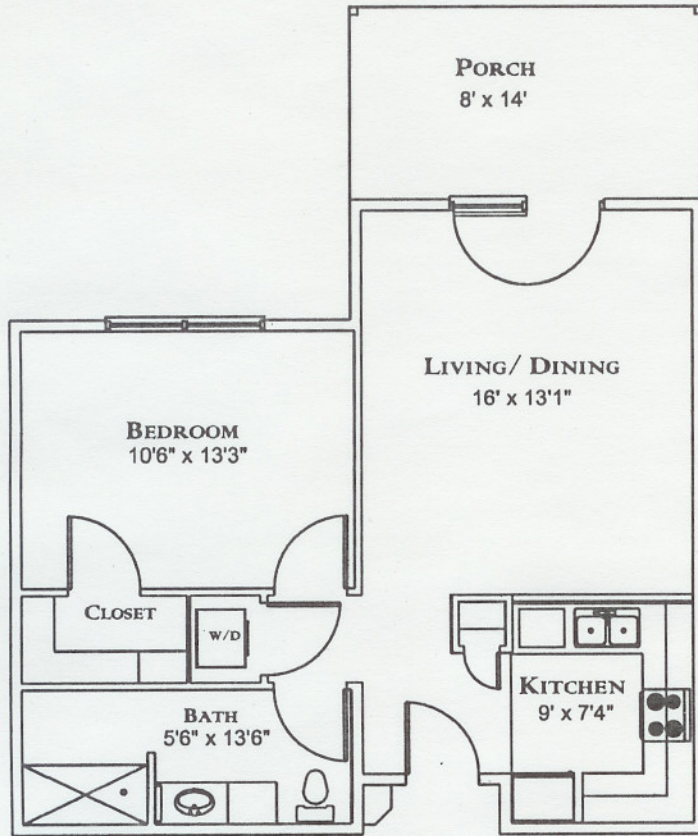 PORCH
8' x 14'
LIVING/ DINING
16' x 13'1"
BEDROOM
10'6" x 13'3"
CLOSET
W/D
BATH
5'6" x 13'6"
KITCHEN
9' x 7'4"